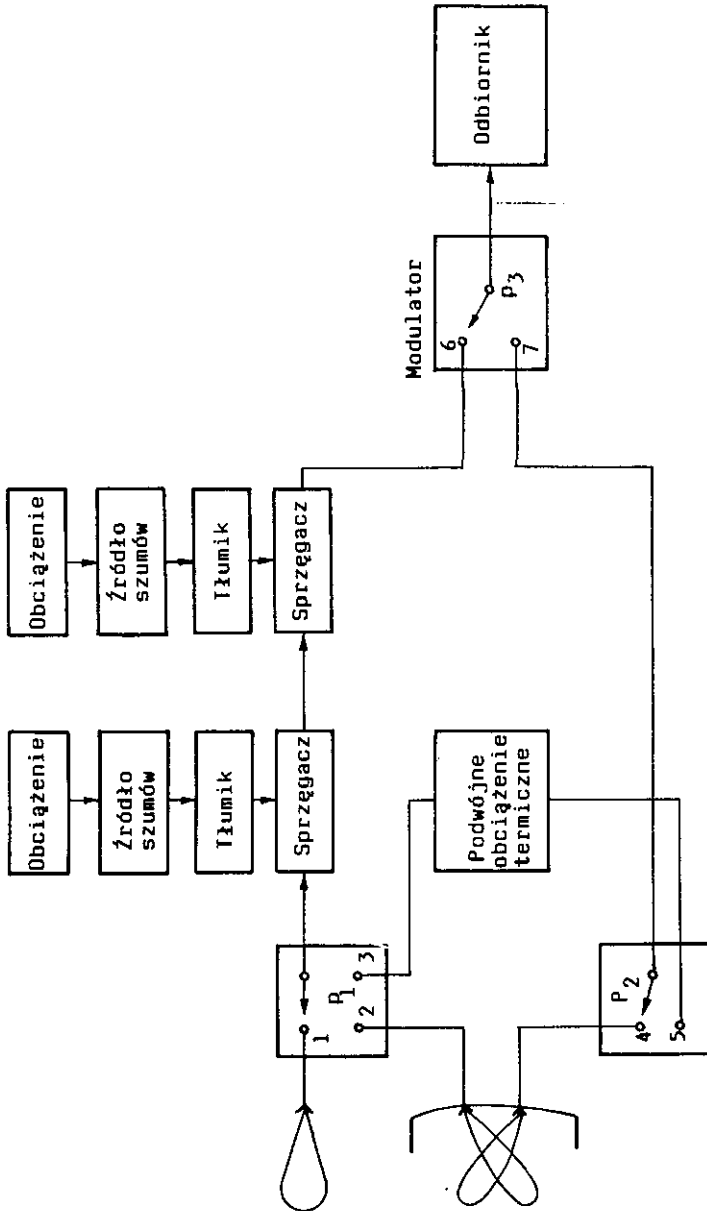 Obciążenie
Źródło
szumów
Tłumik
Sprzęgacz
Obciążenie
Źródło
szumów
Tłumik
Sprzęgacz
1
P1
2
3
Podwójne
obciążenie
termiczne
4
P2
5
Modulator
6
P3
7
Odbiornik